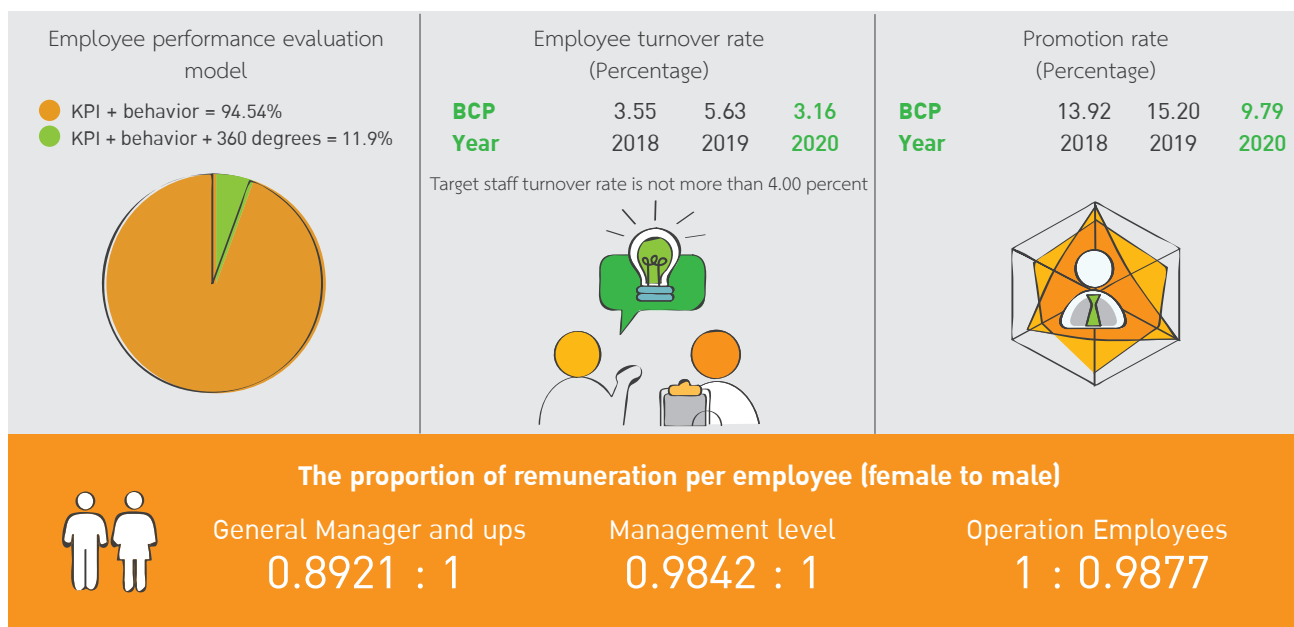 Employee performance evaluation
model
KPI + behavior = 94.54%
KPI + behavior + 360 degrees = 11.9%
Employee turnover rate
(Percentage)
BCP 3.55 5.63 3.16
Year 2018 2019 2020
Target staff turnover rate is not more than 4.00 percent
Promotion rate
(Percentage)
BCP 13.92 15.20 9.79
Year 2018 2019 2020
The proportion of remuneration per employee (female to male)
General Manager and ups
0.8921 : 1
Management level
0.9842 : 1
Operation Employees
1 : 0.9877